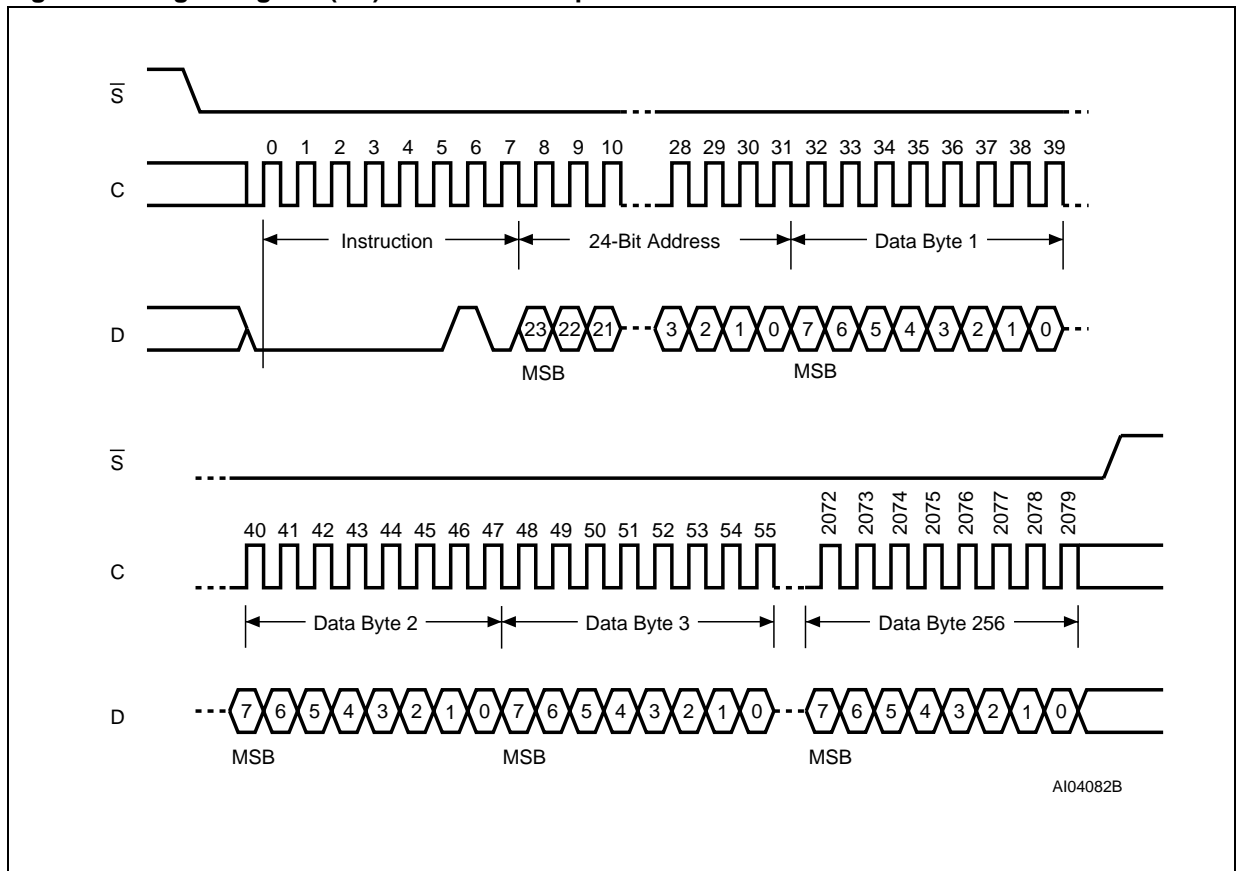 S
0 1 2 3 4 5 6 7 8 9 10 28 29 30 31 32 33 34 35 36 37 38 39
C
Instruction 24-Bit Address Data Byte 1
D 23 22 21 3 2 1 0 7 6 5 4 3 2 1 0
MSB MSB
S
40 41 42 43 44 45 46 47 48 49 50 51 52 53 54 55 2072 2073 2074 2075 2076 2077 2078 2079
C
Data Byte 2 Data Byte 3 Data Byte 256
D 7 6 5 4 3 2 1 0 7 6 5 4 3 2 1 0 7 6 5 4 3 2 1 0
MSB MSB MSB
AI04082B